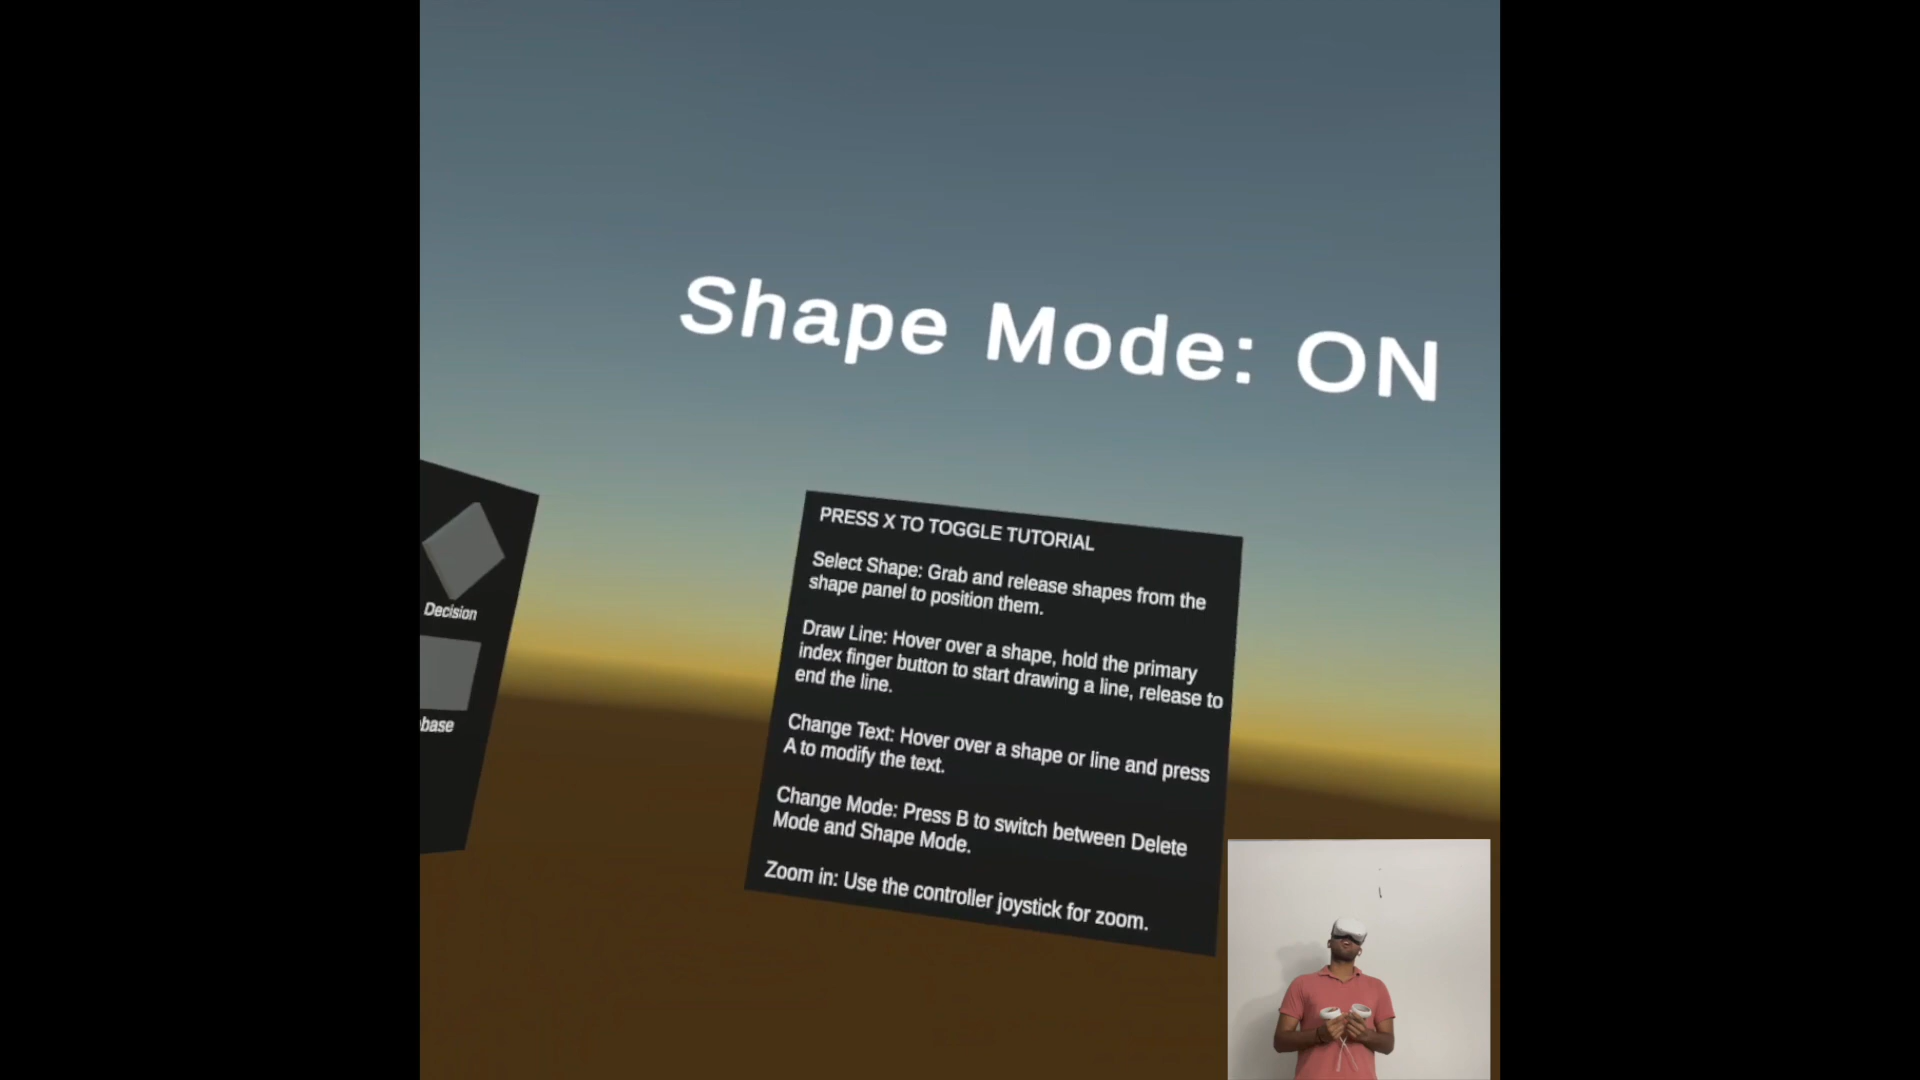 Shape Mode: ON
Decision
base
PRESS X TO TOGGLE TUTORIAL
Select Shape: Grab and release shapes from the
shape panel to position them.
Draw Line: Hover over a shape, hold the primary
index finger button to start drawing a line, release to
end the line.
Change Text: Hover over a shape or line and press
A to modify the text.
Change Mode: Press B to switch between Delete
Mode and Shape Mode.
Zoom in: Use the controller joystick for zoom.